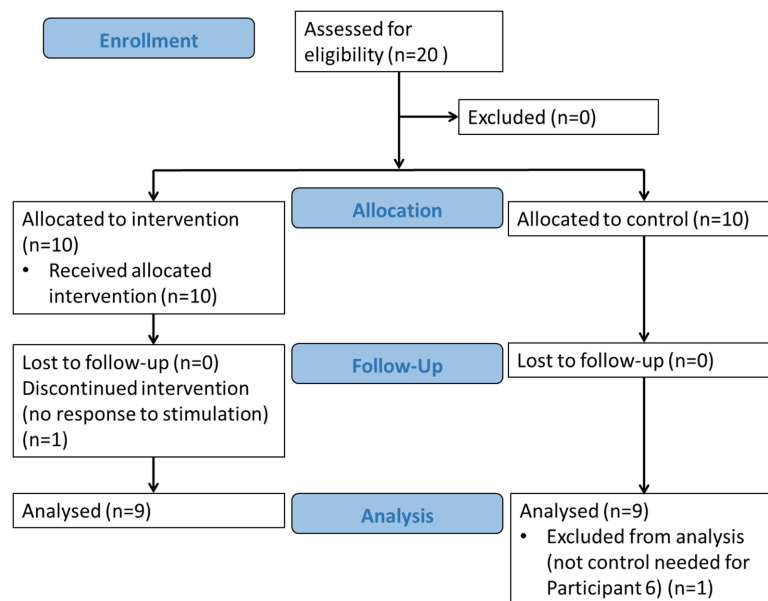 Enrollment
Assessed for
eligibility (n=20 )
Excluded (n=0)
Allocation
Allocated to intervention
(n=10)
• Received allocated
intervention (n=10)
Allocated to control (n=10)
Follow-Up
Lost to follow-up (n=0)
Discontinued intervention
(no response to stimulation)
(n=1)
Lost to follow-up (n=0)
Analysis
Analysed (n=9)
Analysed (n=9)
• Excluded from analysis
(not control needed for
Participant 6) (n=1)